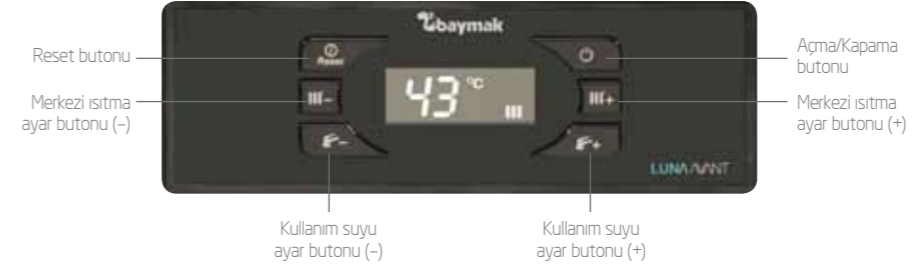 baymak
Reset butonu
Reset
Açma/Kapama
butonu
Merkezi ısıtma
ayar butonu (–)
43 °C
Merkezi ısıtma
ayar butonu (+)
–
+
–
+
LUNA AVANT
Kullanım suyu
ayar butonu (–)
Kullanım suyu
ayar butonu (+)